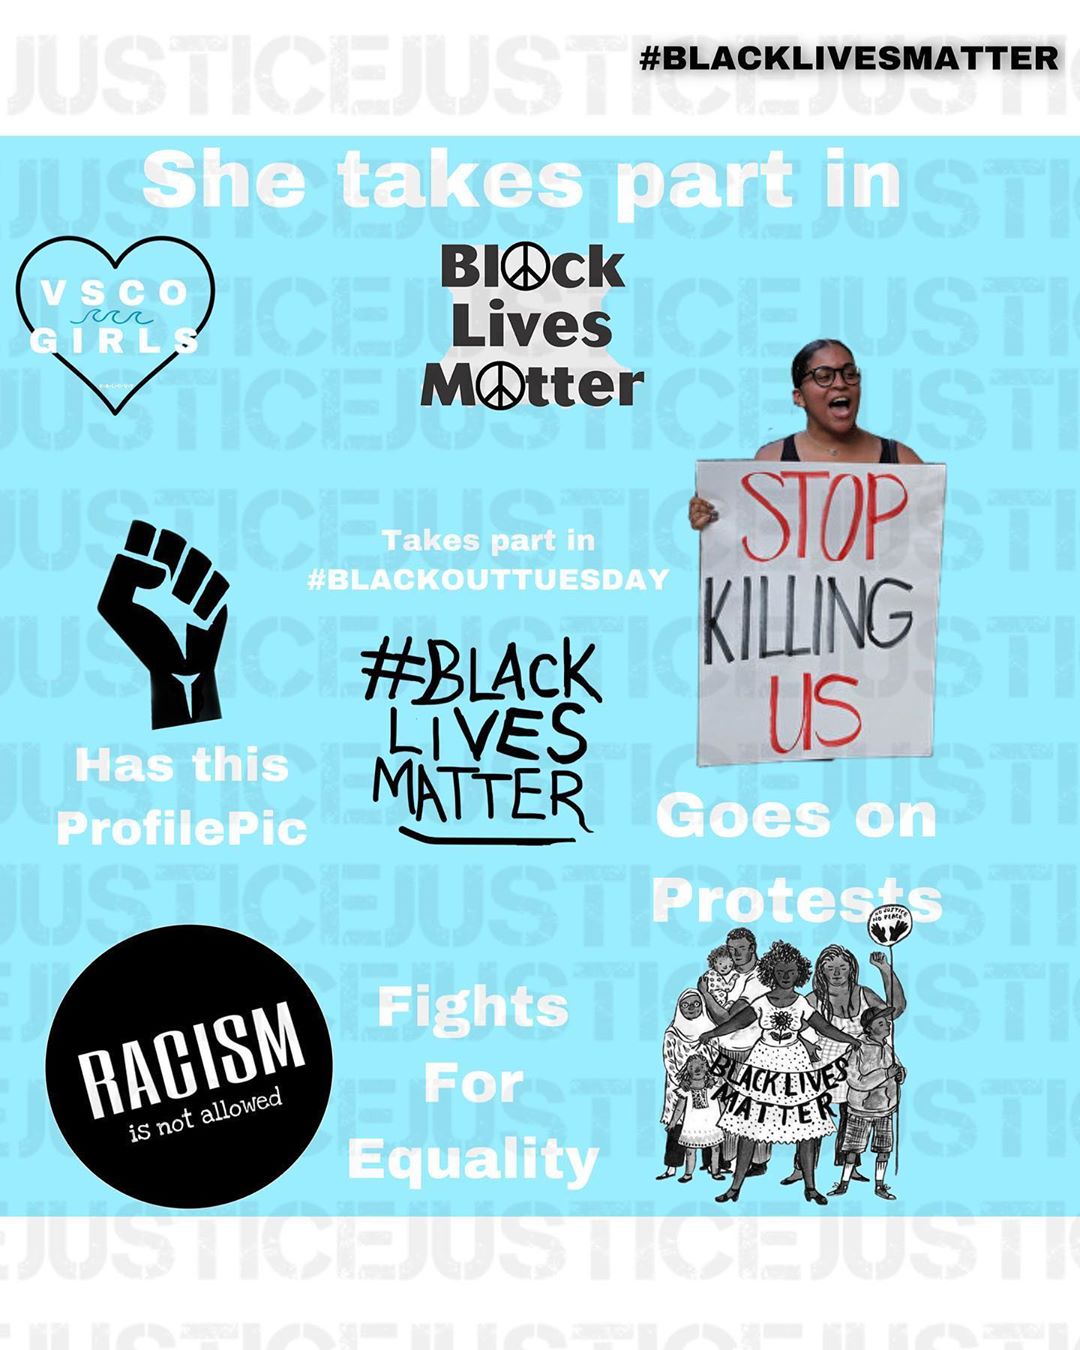 #BLACKLIVESMATTER
She takes part in
VSCO
GIRLS
Black
Lives
Matter
STOP
KILLING
US
Takes part in
#BLACKOUTTUESDAY
#BLACK
LIVES
MATTER
Has this
ProfilePic
Goes on
Protests
NO JUSTICE
NO PEACE
BLACK LIVES
MATTER
RACISM
is not allowed
Fights
For
Equality
JUSTICEJUSTICEJUSTI